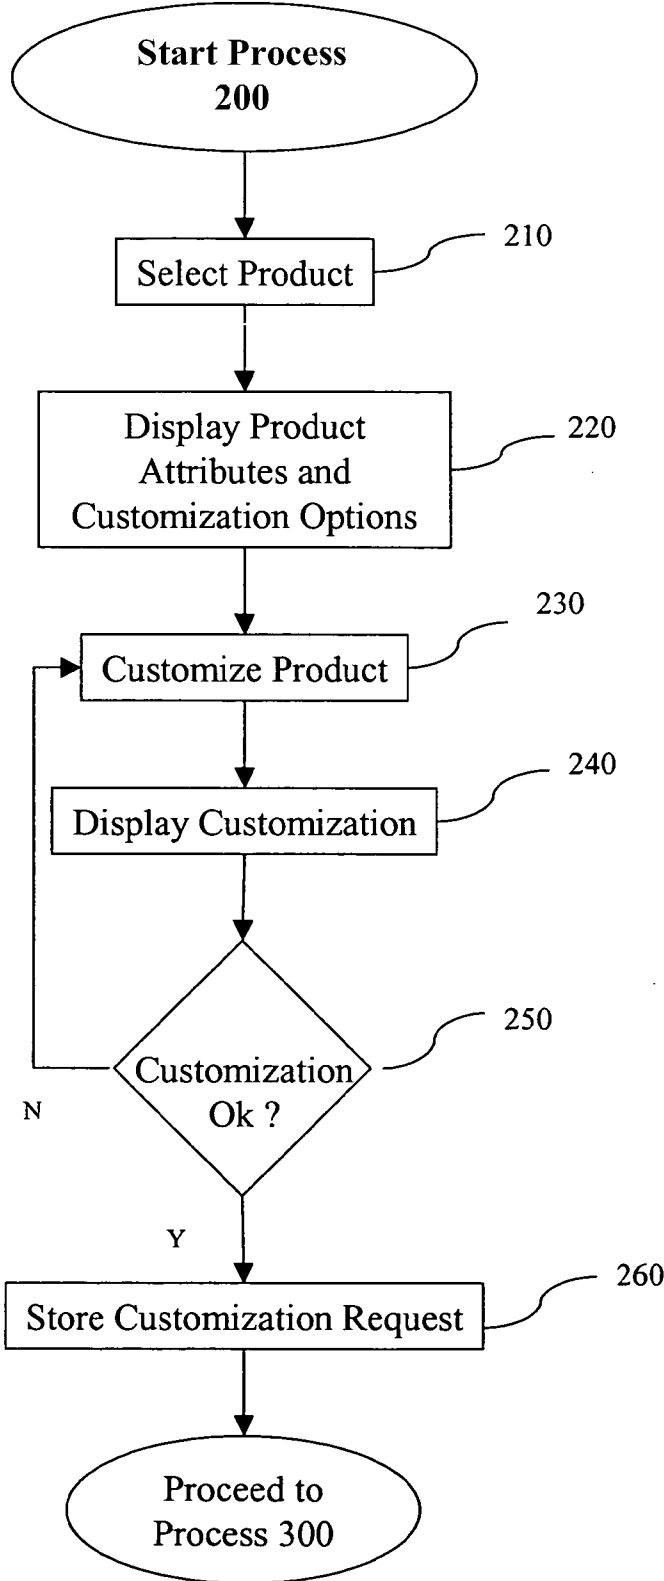 Start Process
200
210
Select Product
Display Product
Attributes and
Customization Options
220
230
Customize Product
240
Display Customization
250
Customization
Ok ?
N
Y
260
Store Customization Request
Proceed to
Process 300